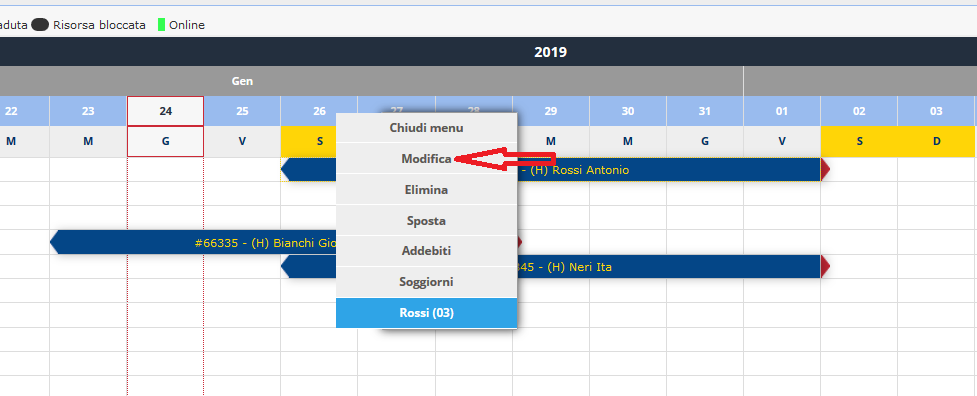 aduta Risorsa bloccata Online
2019
Gen
22 23 24 25 26 27 28 29 30 31 01 02 03
M M G V S M M G V S D
Chiudi menu
Modifica
- (H) Rossi Antonio
Elimina
Sposta
#66335 - (H) Bianchi Gio
Addebiti
345 - (H) Neri Ita
Soggiorni
Rossi (03)